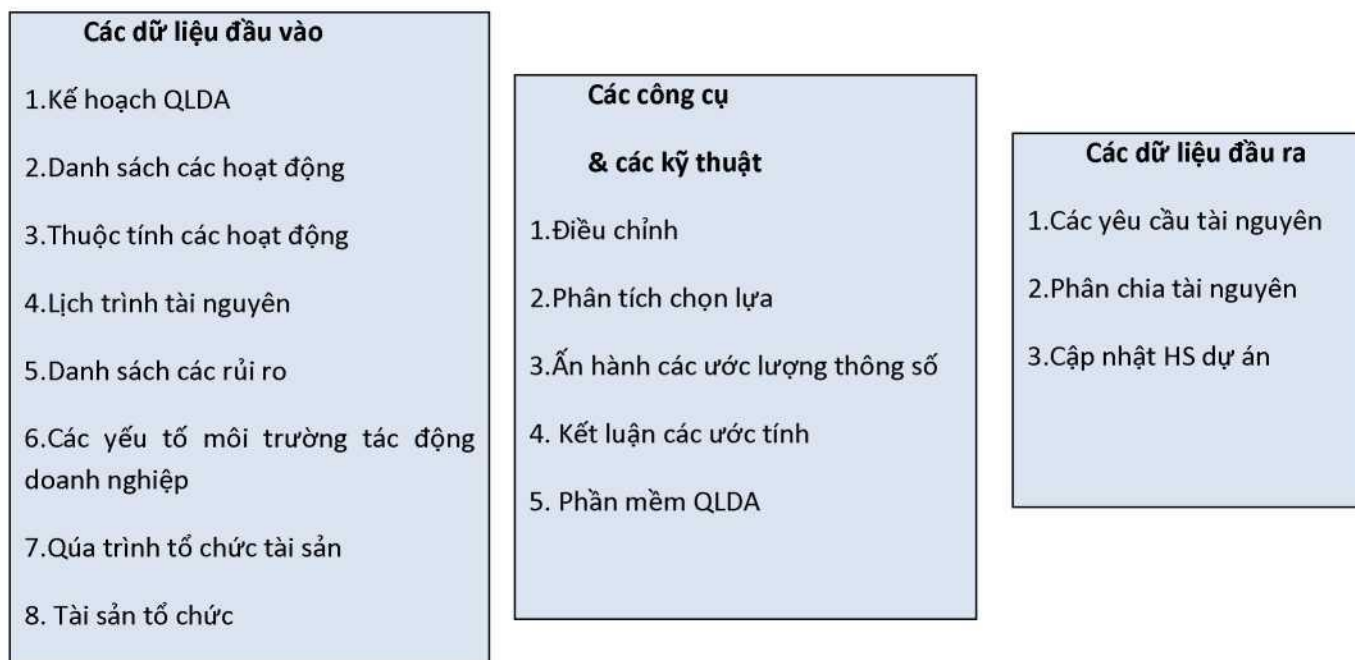 Các dữ liệu đầu vào
1.Kế hoạch QLDA
2.Danh sách các hoạt động
3.Thuộc tính các hoạt động
4.Lịch trình tài nguyên
5.Danh sách các rủi ro
6.Các yếu tố môi trường tác động
doanh nghiệp
7.Qúa trình tổ chức tài sản
8. Tài sản tổ chức
Các công cụ
& các kỹ thuật
1.Điều chỉnh
2.Phân tích chọn lựa
3.Ấn hành các ước lượng thông số
4. Kết luận các ước tính
5. Phần mềm QLDA
Các dữ liệu đầu ra
1.Các yêu cầu tài nguyên
2.Phân chia tài nguyên
3.Cập nhật HS dự án